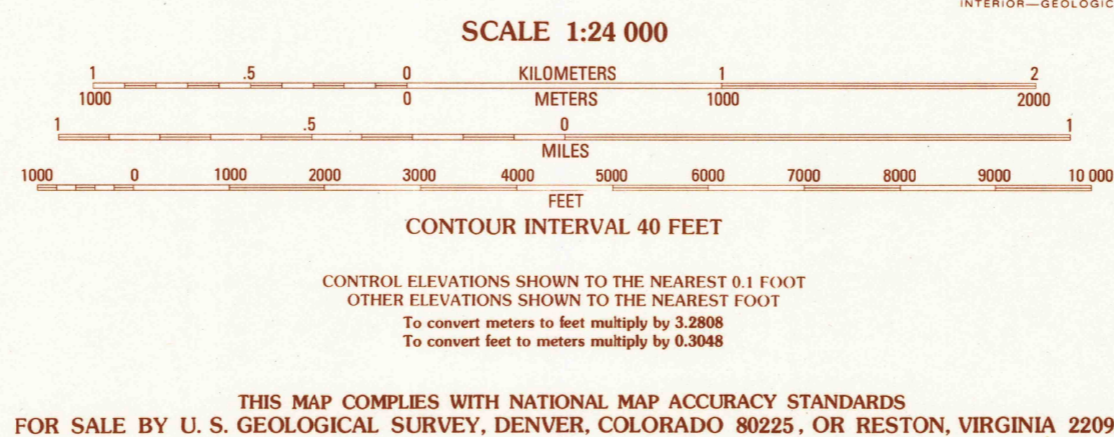 INTERIOR—GEOLOGIC
SCALE 1:24 000
1 .5 0 KILOMETERS 1 2
1000 0 METERS 1000 2000
1 .5 0 1
MILES
1000 0 1000 2000 3000 4000 5000 6000 7000 8000 9000 10 000
FEET
CONTOUR INTERVAL 40 FEET
CONTROL ELEVATIONS SHOWN TO THE NEAREST 0.1 FOOT
OTHER ELEVATIONS SHOWN TO THE NEAREST FOOT
To convert meters to feet multiply by 3.2808
To convert feet to meters multiply by 0.3048
THIS MAP COMPLIES WITH NATIONAL MAP ACCURACY STANDARDS
FOR SALE BY U. S. GEOLOGICAL SURVEY, DENVER, COLORADO 80225, OR RESTON, VIRGINIA 2209